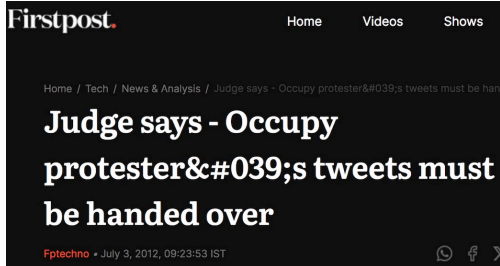 Firstpost.
Home Videos Shows
Home / Tech / News & Analysis / Judge says - Occupy protester&#039;s tweets must be han
Judge says - Occupy
protester&#039;s tweets must
be handed over
Fptechno • July 3, 2012, 09:23:53 IST